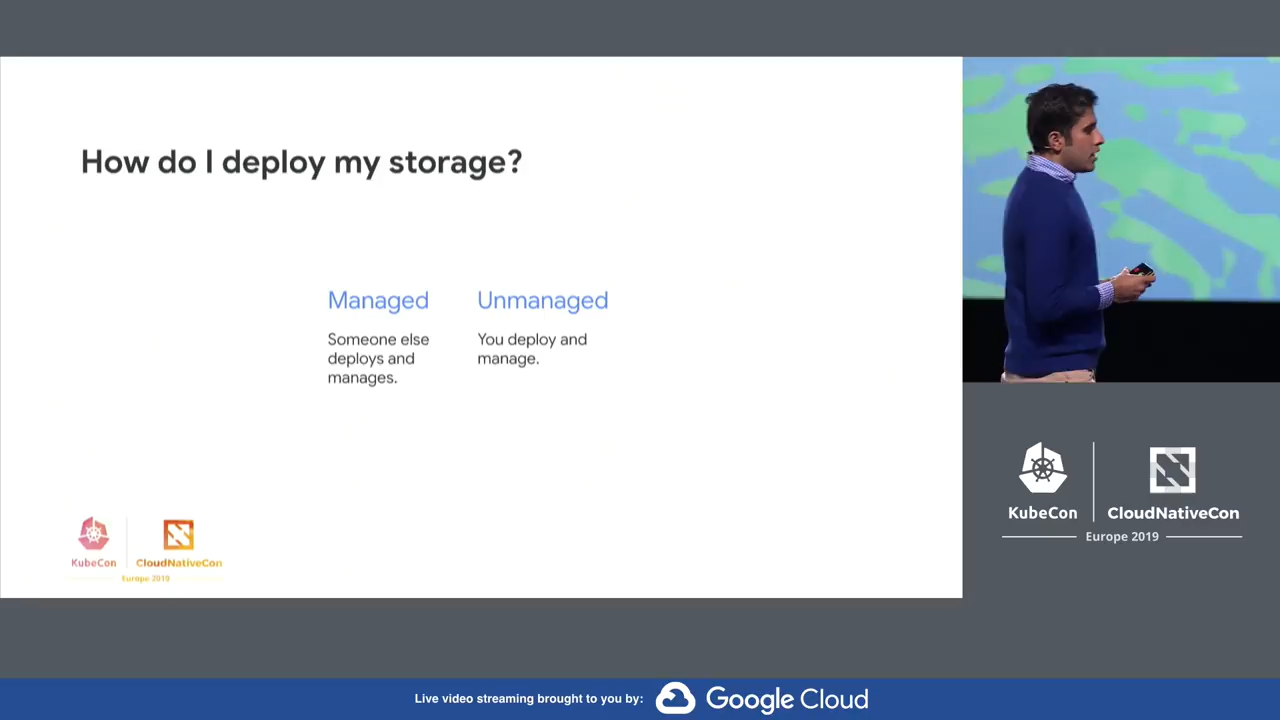 How do I deploy my storage?
Managed
Someone else
deploys and
manages.
Unmanaged
You deploy and
manage.
KubeCon
CloudNativeCon
Europe 2019
KubeCon
CloudNativeCon
Europe 2019
Live video streaming brought to you by:
Google Cloud